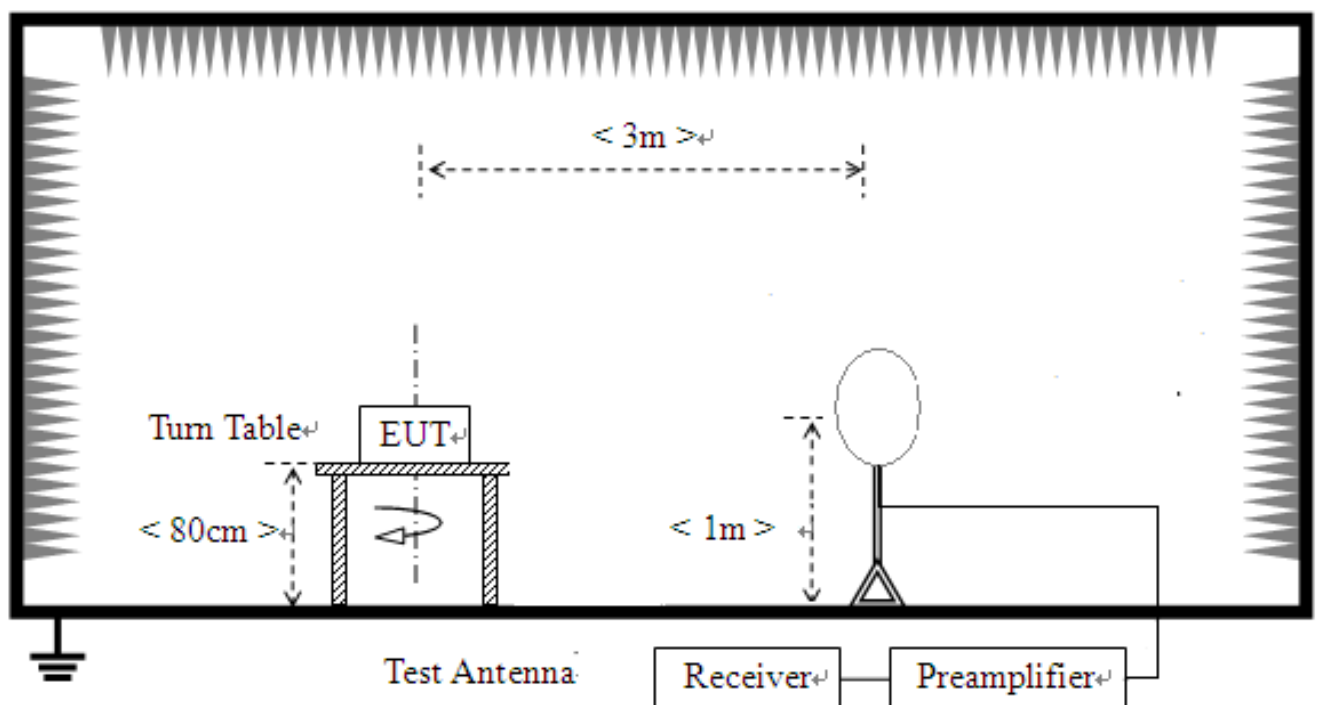 < 3m >↵
Turn Table↵
EUT↵
< 80cm >↵
< 1m > ↵
Test Antenna
Receiver↵
Preamplifier↵